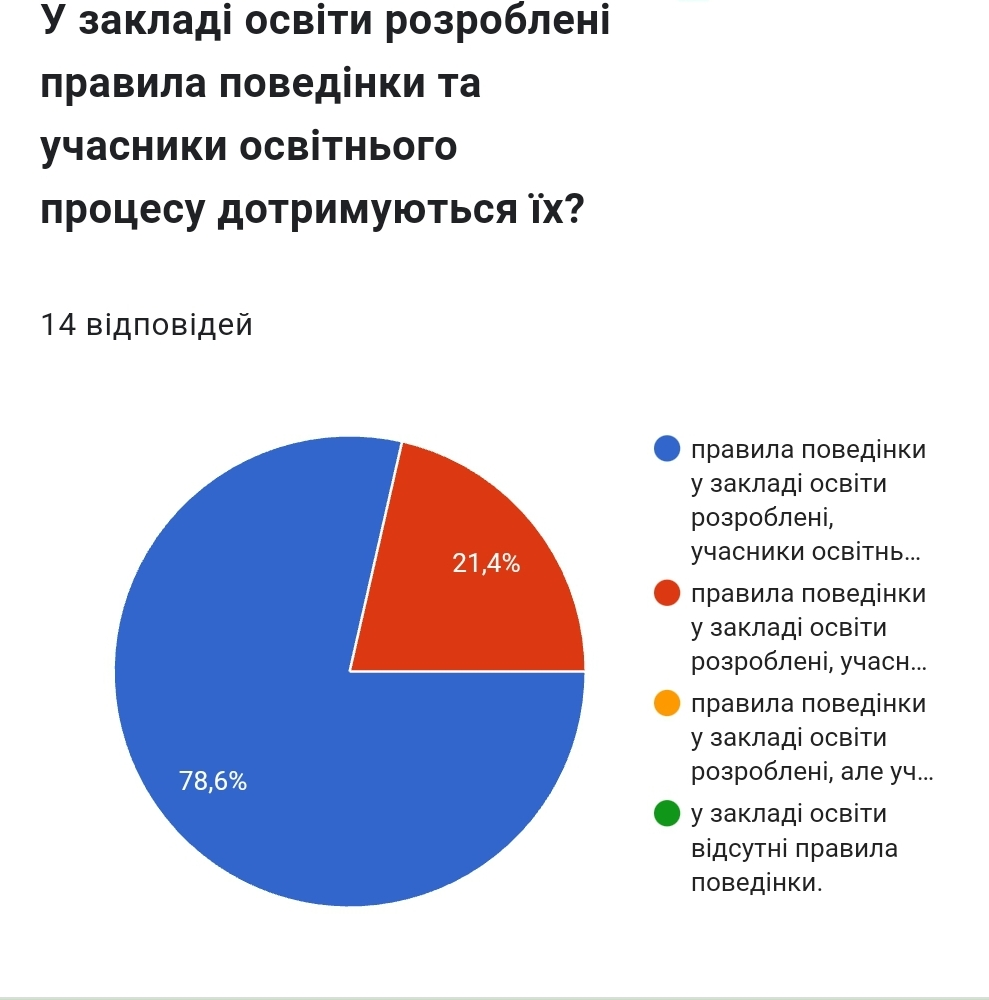 У закладі освіти розроблені
правила поведінки та
учасники освітнього
процесу дотримуються їх?
14 відповідей
21,4%
78,6%
правила поведінки
у закладі освіти
розроблені,
учасники освітнь...
правила поведінки
у закладі освіти
розроблені, учасн...
правила поведінки
у закладі освіти
розроблені, але уч...
у закладі освіти
відсутні правила
поведінки.